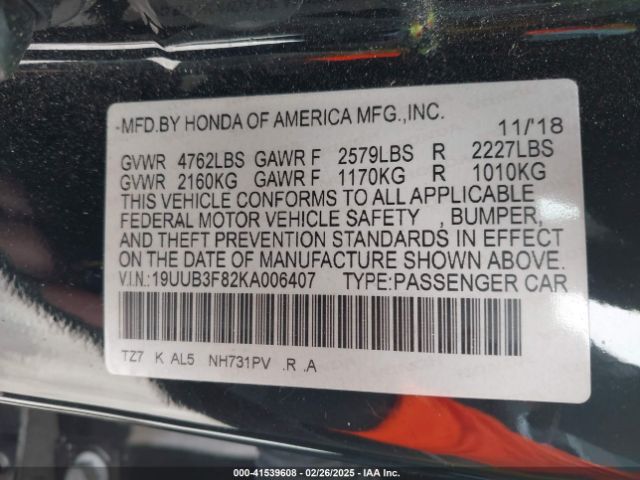 -MFD.BY HONDA OF AMERICA MFG.,INC. 11/'18
GVWR 4762LBS GAWR F 2579LBS R 2227LBS
GVWR 2160KG GAWR F 1170KG R 1010KG
THIS VEHICLE CONFORMS TO ALL APPLICABLE
FEDERAL MOTOR VEHICLE SAFETY , BUMPER,
AND THEFT PREVENTION STANDARDS IN EFFECT
ON THE DATE OF MANUFACTURE SHOWN ABOVE.
V.I.N.:19UUB3F82KA006407 TYPE:PASSENGER CAR
TZ7 K AL5 NH731PV .R .A
000-41539608 - 02/26/2025 - IAA Inc.